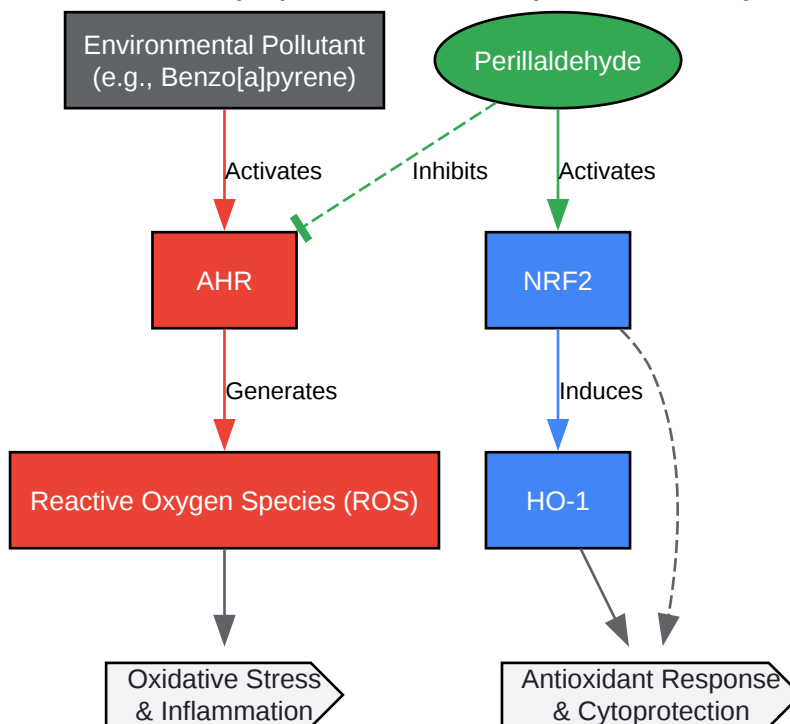 Environmental Pollutant
(e.g., Benzo[a]pyrene)
Perillaldehyde
Activates
Inhibits
Activates
AHR
NRF2
Generates
Induces
Reactive Oxygen Species (ROS)
HO-1
Oxidative Stress
& Inflammation
Antioxidant Response
& Cytoprotection